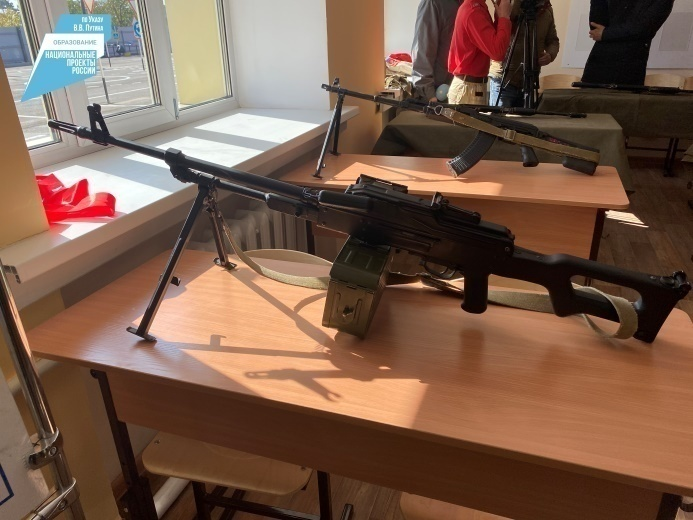 по Указу
В.В. Путина
ОБРАЗОВАНИЕ
НАЦИОНАЛЬНЫЕ
ПРОЕКТЫ
РОССИИ